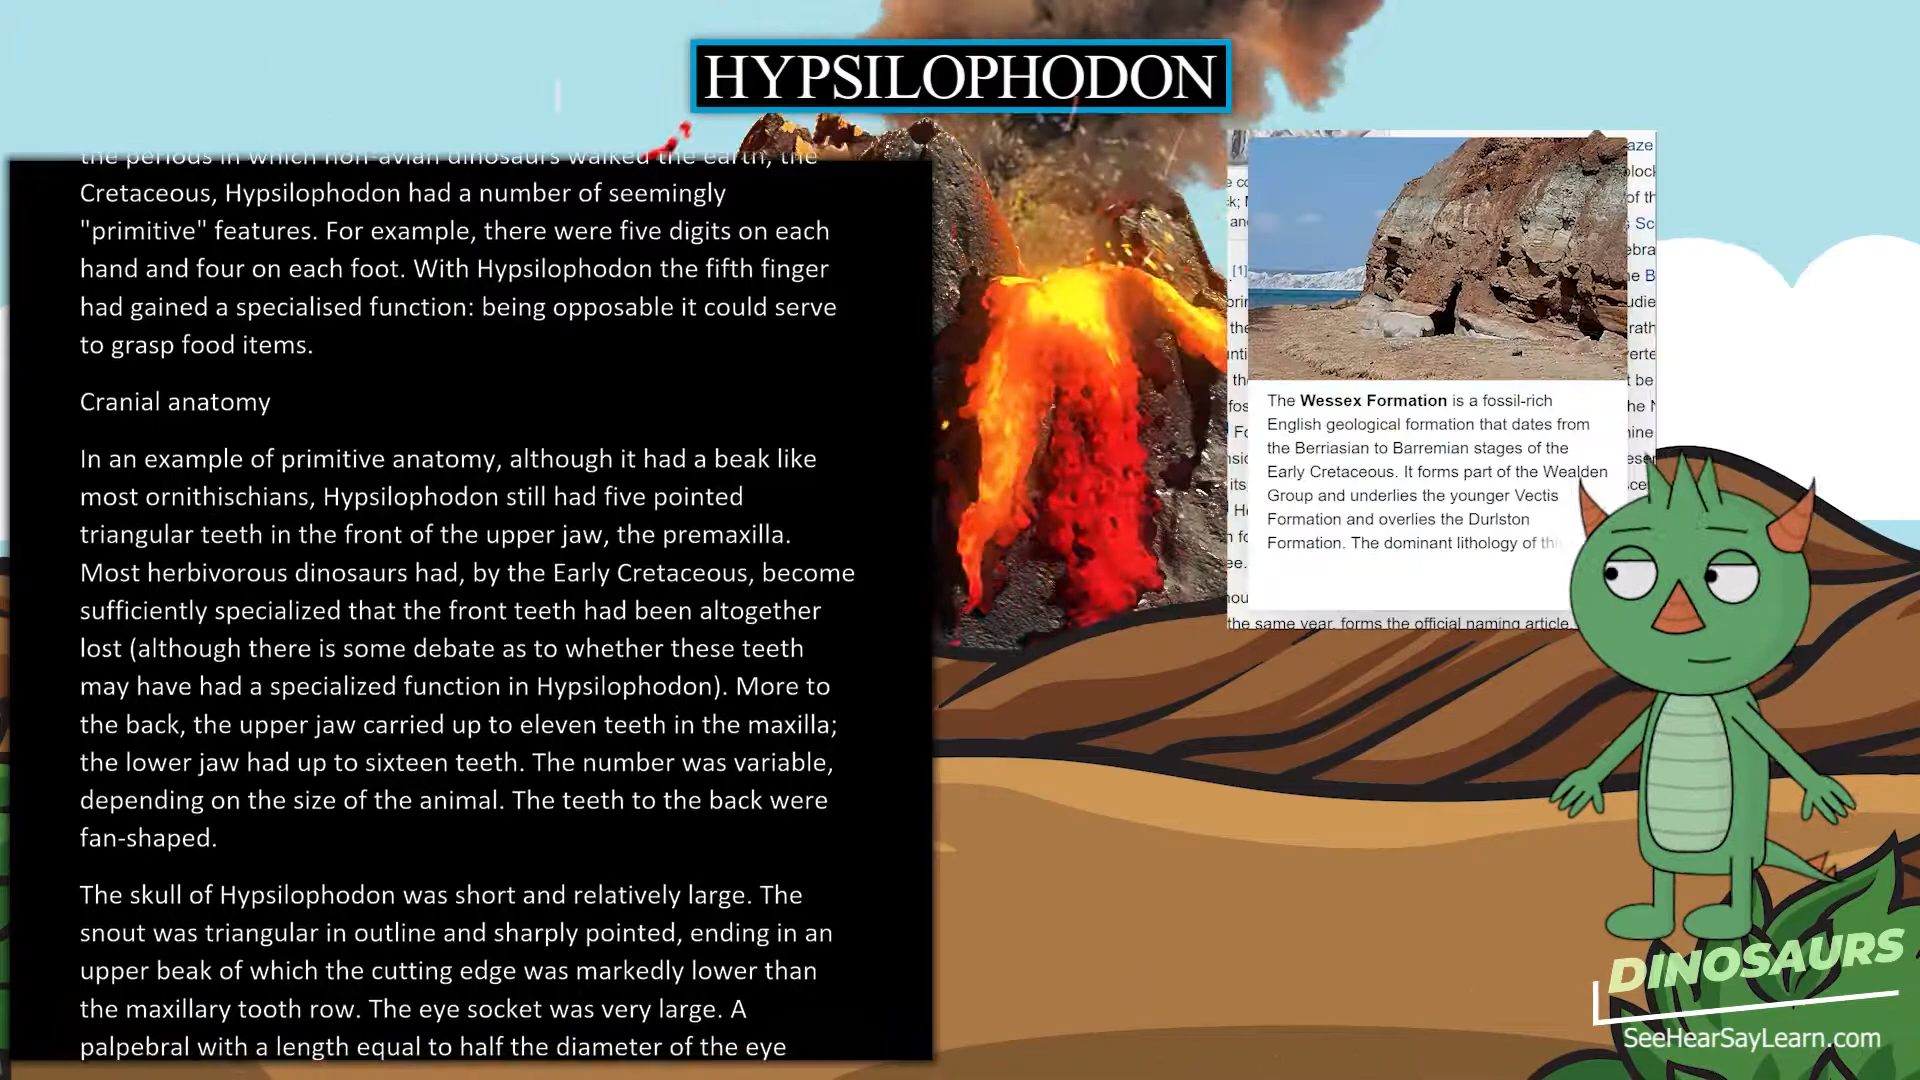 HYPSILOPHODON
the periods in which non-avian dinosaurs walked the earth, the
Cretaceous, Hypsilophodon had a number of seemingly
"primitive" features. For example, there were five digits on each
hand and four on each foot. With Hypsilophodon the fifth finger
had gained a specialised function: being opposable it could serve
to grasp food items.
Cranial anatomy
In an example of primitive anatomy, although it had a beak like
most ornithischians, Hypsilophodon still had five pointed
triangular teeth in the front of the upper jaw, the premaxilla.
Most herbivorous dinosaurs had, by the Early Cretaceous, become
sufficiently specialized that the front teeth had been altogether
lost (although there is some debate as to whether these teeth
may have had a specialized function in Hypsilophodon). More to
the back, the upper jaw carried up to eleven teeth in the maxilla;
the lower jaw had up to sixteen teeth. The number was variable,
depending on the size of the animal. The teeth to the back were
fan-shaped.
The skull of Hypsilophodon was short and relatively large. The
snout was triangular in outline and sharply pointed, ending in an
upper beak of which the cutting edge was markedly lower than
the maxillary tooth row. The eye socket was very large. A
palpebral with a length equal to half the diameter of the eye
The Wessex Formation is a fossil-rich
English geological formation that dates from
the Berriasian to Barremian stages of the
Early Cretaceous. It forms part of the Wealden
Group and underlies the younger Vectis
Formation and overlies the Durlston
Formation. The dominant lithology of this
the same year, forms the official naming article.
DINOSAURS
SeeHearSayLearn.com